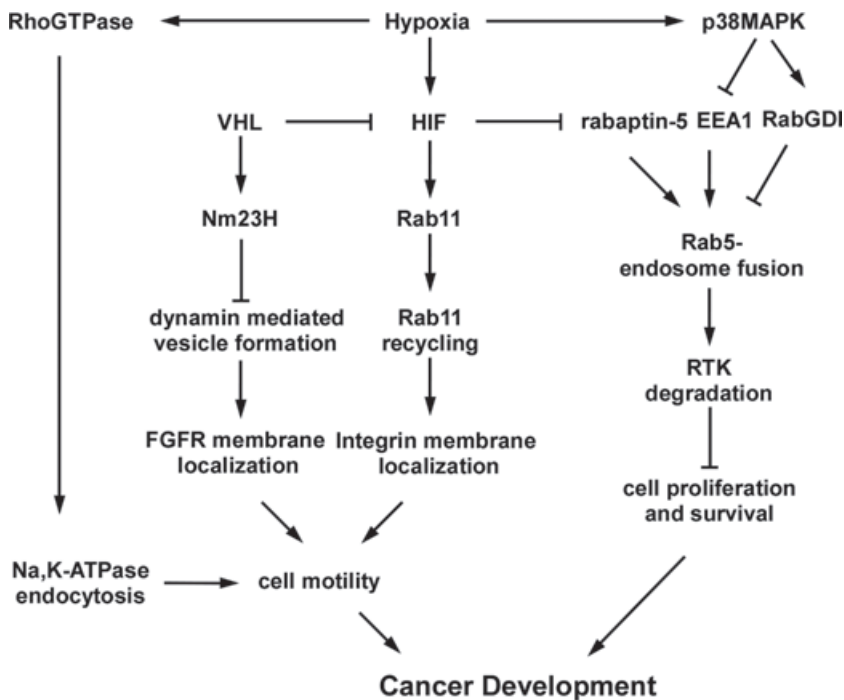 RhoGTPase Hypoxia p38MAPK
VHL HIF rabaptin-5 EEA1 RabGDI
Nm23H Rab11
Rab5-
endosome fusion
dynamin mediated
vesicle formation
Rab11
recycling
RTK
degradation
FGFR membrane
localization
Integrin membrane
localization
cell proliferation
and survival
Na,K-ATPase
endocytosis
cell motility
Cancer Development